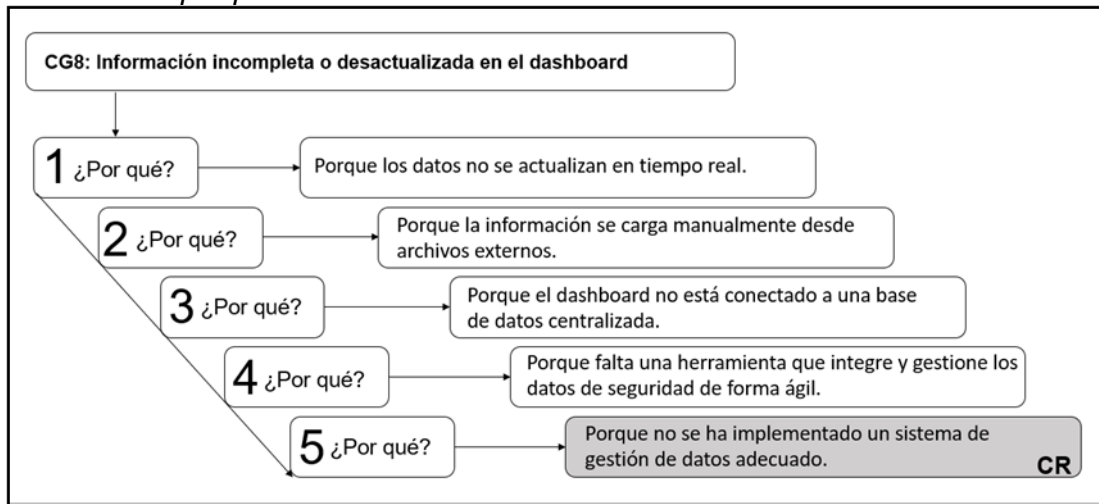 CG8: Información incompleta o desactualizada en el dashboard
1 ¿Por qué?
Porque los datos no se actualizan en tiempo real.
2 ¿Por qué?
Porque la información se carga manualmente desde
archivos externos.
3 ¿Por qué?
Porque el dashboard no está conectado a una base
de datos centralizada.
4 ¿Por qué?
Porque falta una herramienta que integre y gestione los
datos de seguridad de forma ágil.
5 ¿Por qué?
Porque no se ha implementado un sistema de
gestión de datos adecuado.
CR